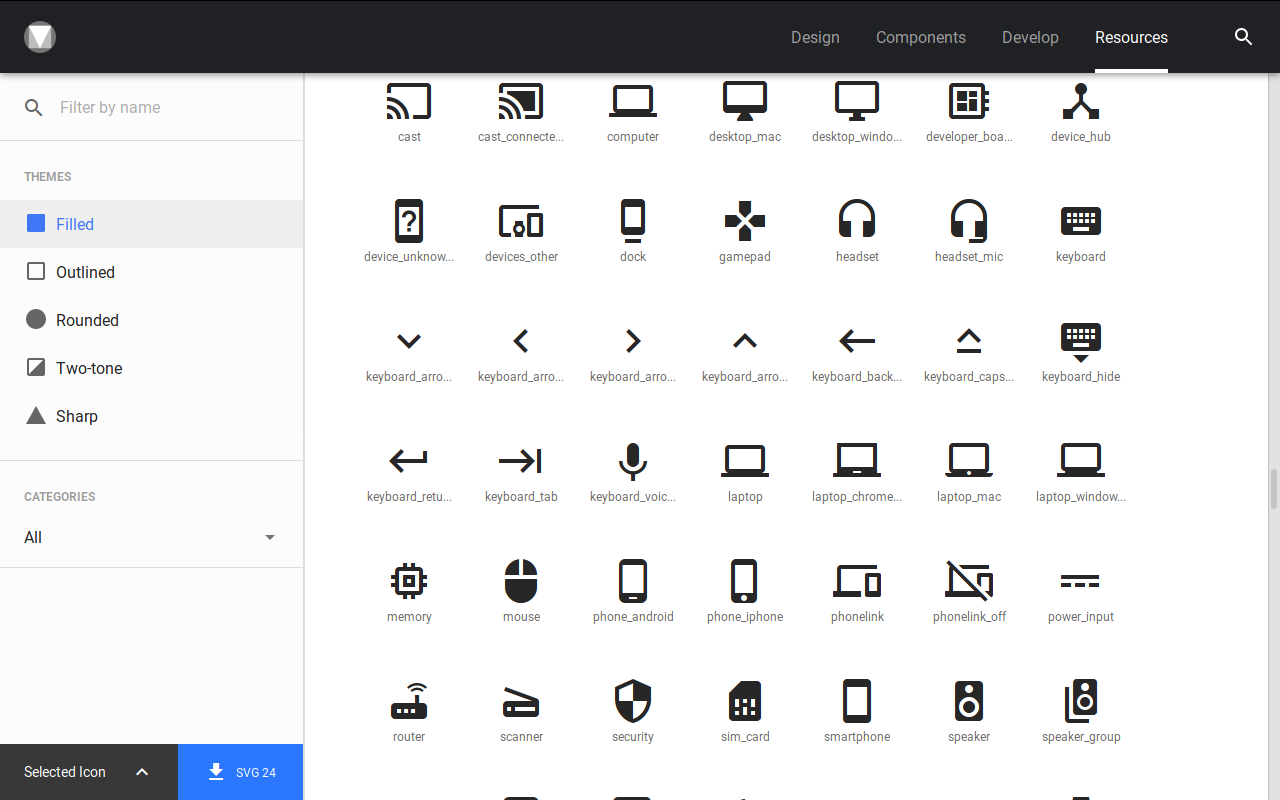 Design Components Develop Resources
Filter by name
THEMES
Filled
Outlined
Rounded
Two-tone
Sharp
CATEGORIES
All
Selected Icon
SVG 24
cast cast_connecte... computer desktop_mac desktop_windo... developer_boa... device_hub
device_unknow... devices_other dock gamepad headset headset_mic keyboard
keyboard_arro... keyboard_arro... keyboard_arro... keyboard_arro... keyboard_back... keyboard_caps... keyboard_hide
keyboard_retu... keyboard_tab keyboard_voic... laptop laptop_chrome... laptop_mac laptop_window...
memory mouse phone_android phone_iphone phonelink phonelink_off power_input
router scanner security sim_card smartphone speaker speaker_group